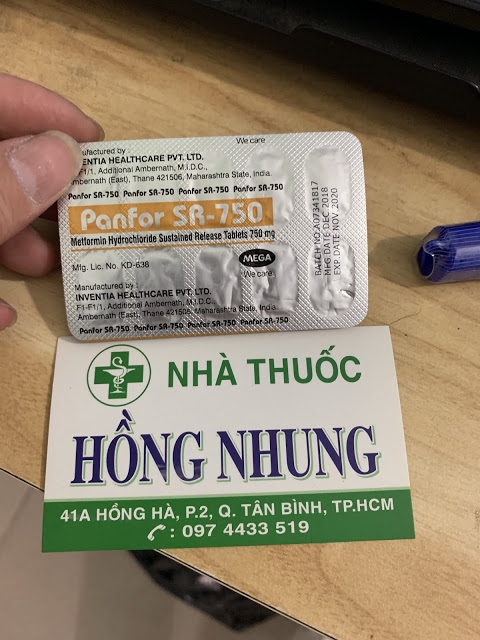 We care
nufactured by :
ENTIA HEALTHCARE PVT. LTD.
F1/1, Additional Ambernath, M.I.D.C.,
bernath (East), Thane 421506, Maharashtra State, India.
Panfor SR-750 Panfor SR-750 Panfor SR-750
Panfor SR-750
Metformin Hydrochloride Sustained Release Tablets 750 mg
Mfg. Lic. No. KD-638
MEGA
We care
Manufactured by :
INVENTIA HEALTHCARE PVT. LTD.
F1-F1/1, Additional Ambernath, M.I.D.C.,
Ambernath (East), Thane 421506, Maharashtra State, India.
Panfor SR-750 Panfor SR-750 Panfor SR-750 Panfor SR-750
BATCH NO.A07341817
MFG DATE DEC 2018
EXP DATE NOV. 2020
NHÀ THUỐC
HỒNG NHUNG
41A HỒNG HÀ, P.2, Q. TÂN BÌNH, TP.HCM
: 097 4433 519